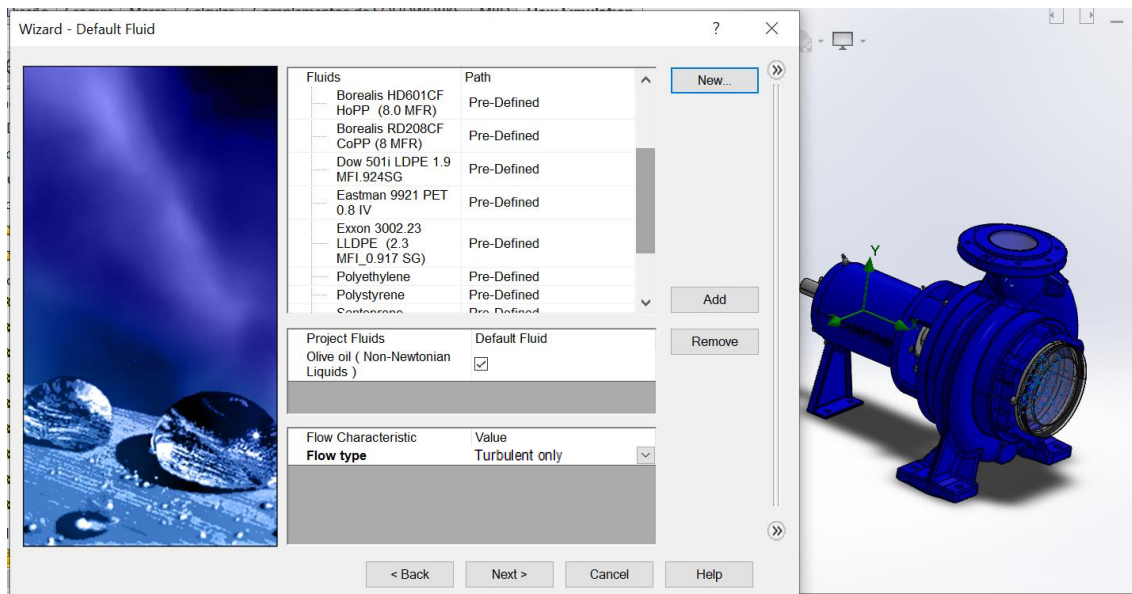 Wizard - Default Fluid ?
New...
Fluids Path
Borealis HD601CF
HoPP (8.0 MFR) Pre-Defined
Borealis RD208CF
CoPP (8 MFR) Pre-Defined
Dow 501i LDPE 1.9
MFI.924SG Pre-Defined
Eastman 9921 PET
0.8 IV Pre-Defined
Exxon 3002.23
LLDPE (2.3
MFI_0.917 SG) Pre-Defined
Polyethylene Pre-Defined
Polystyrene Pre-Defined
Add
Project Fluids Default Fluid
Olive oil ( Non-Newtonian
Liquids )
Remove
Flow Characteristic Value
Flow type Turbulent only
< Back Next > Cancel Help
Y
X